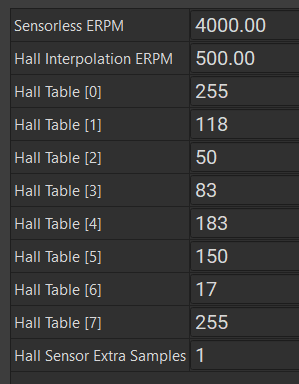 Sensorless ERPM 4000.00
Hall Interpolation ERPM 500.00
Hall Table [0] 255
Hall Table [1] 118
Hall Table [2] 50
Hall Table [3] 83
Hall Table [4] 183
Hall Table [5] 150
Hall Table [6] 17
Hall Table [7] 255
Hall Sensor Extra Samples 1